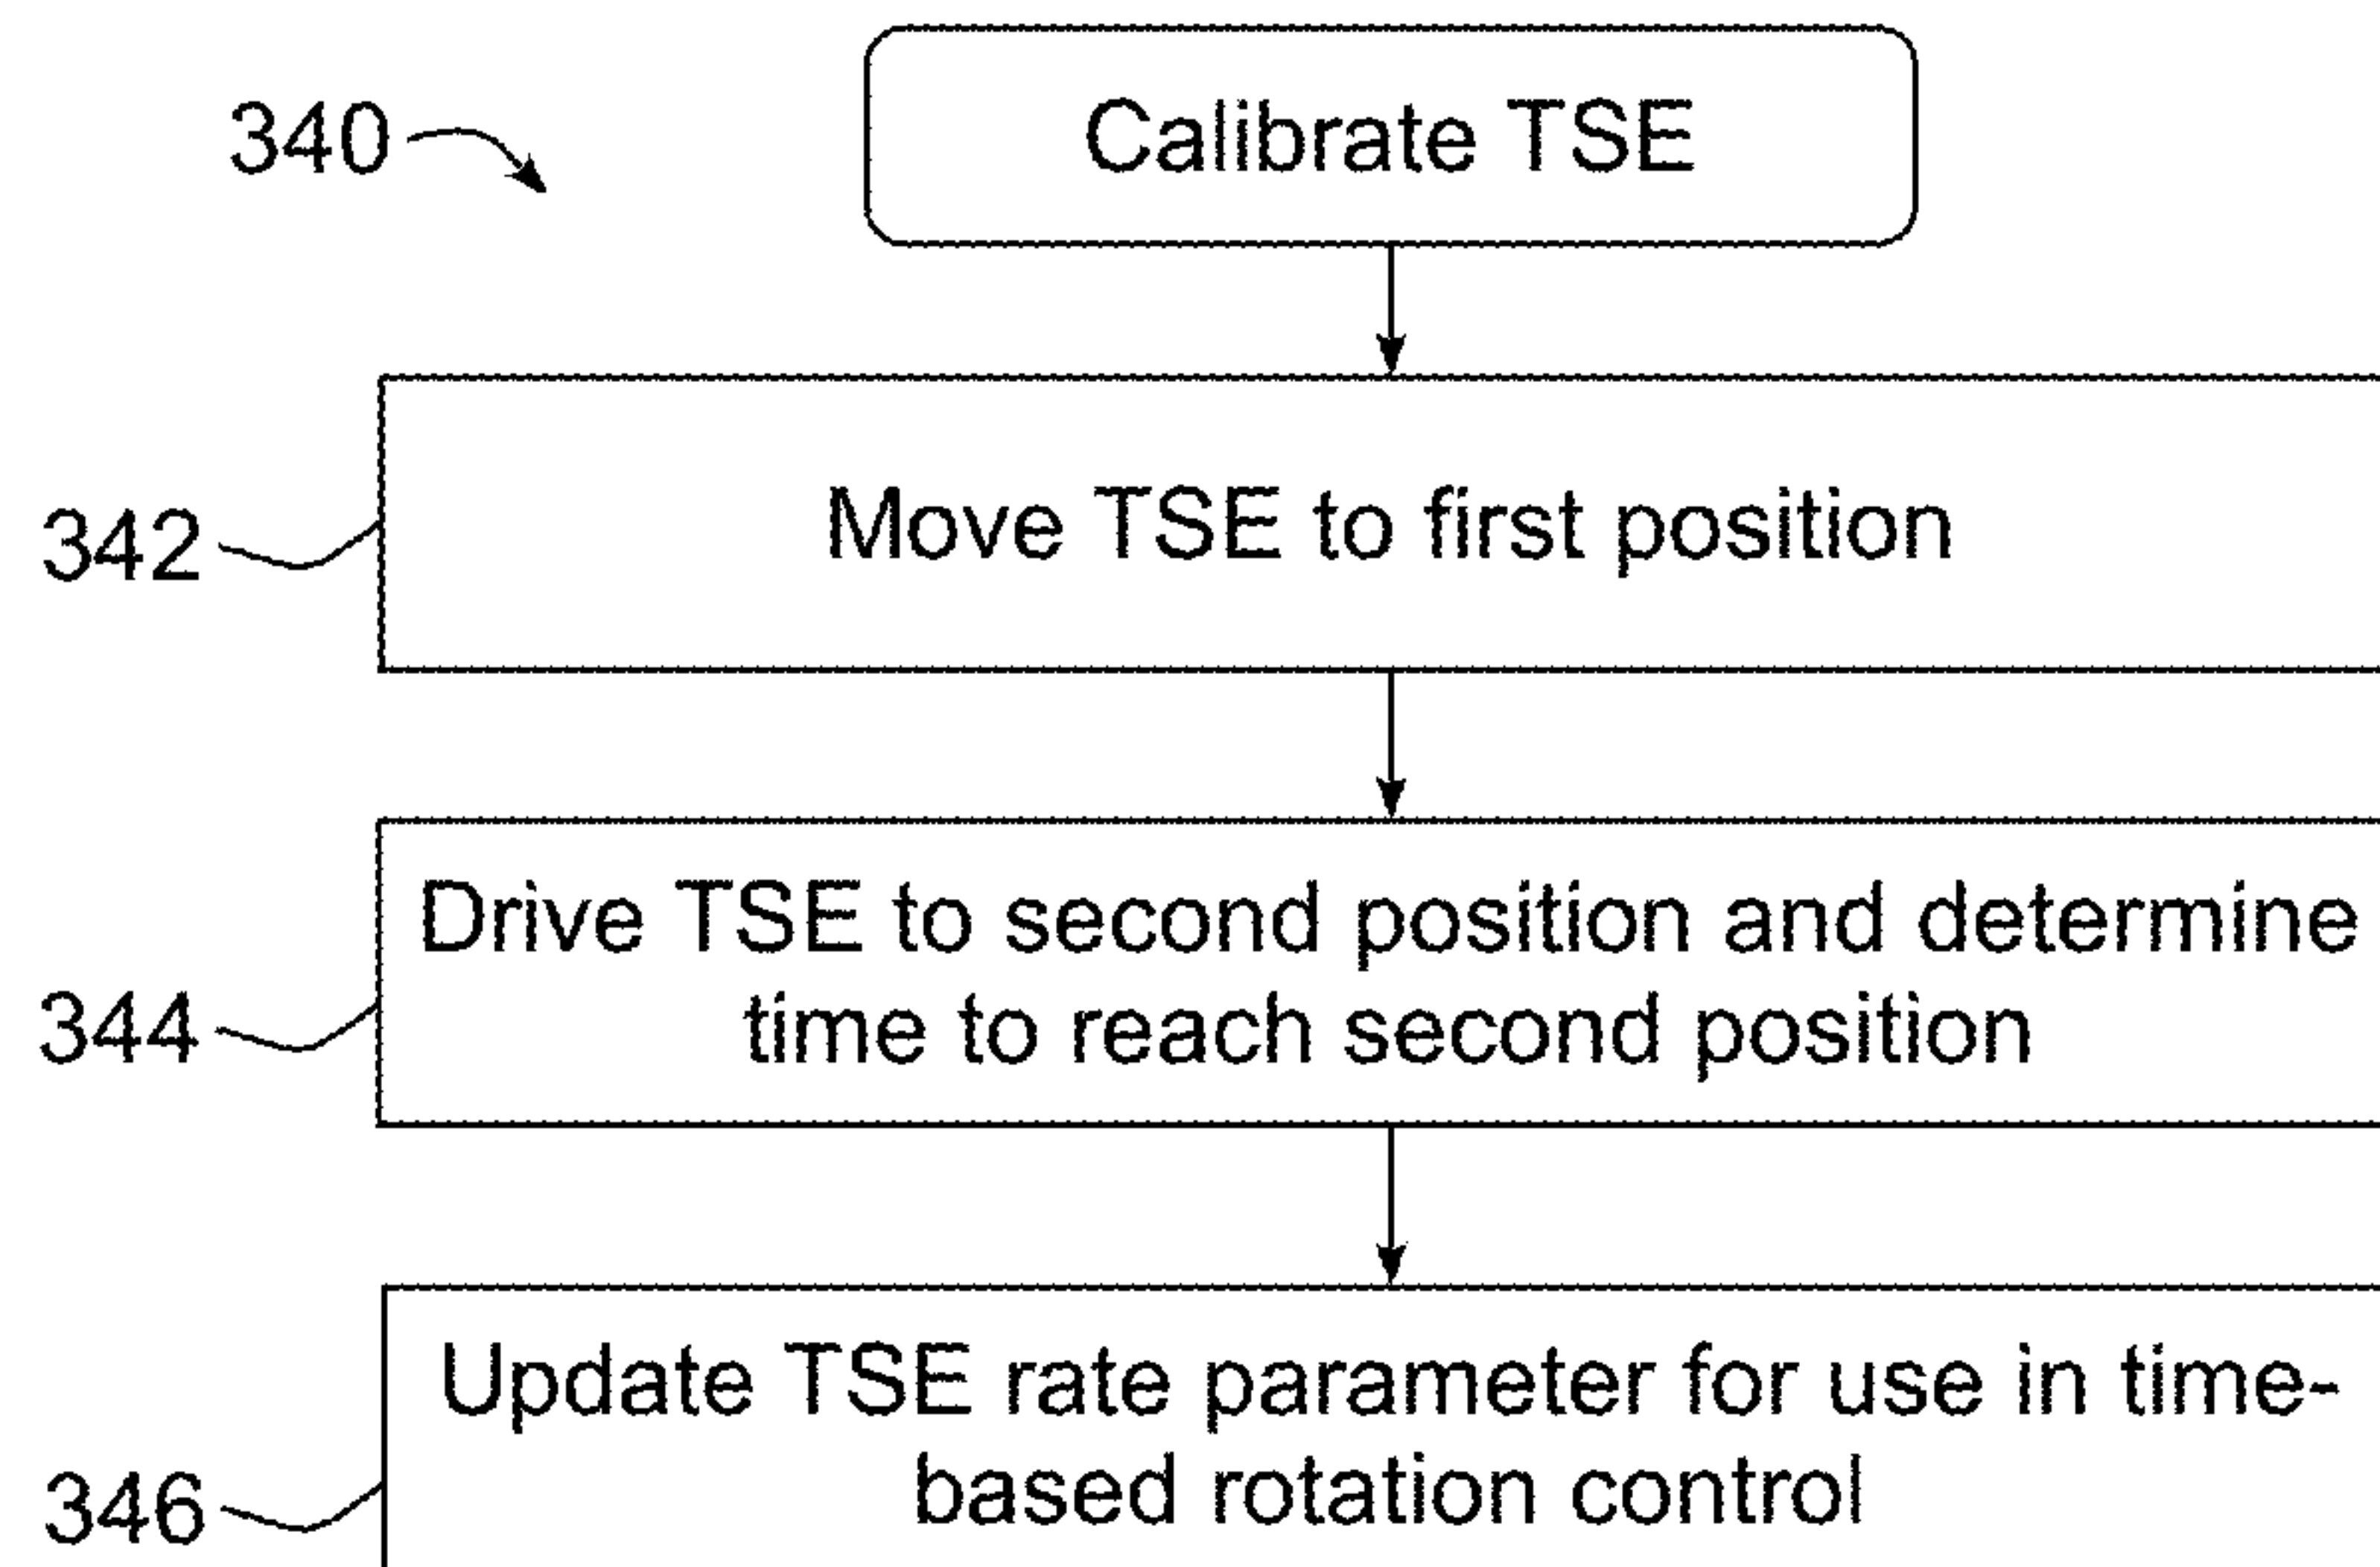 340
Calibrate TSE
342
Move TSE to first position
344
Drive TSE to second position and determine
time to reach second position
346
Update TSE rate parameter for use in time-
based rotation control